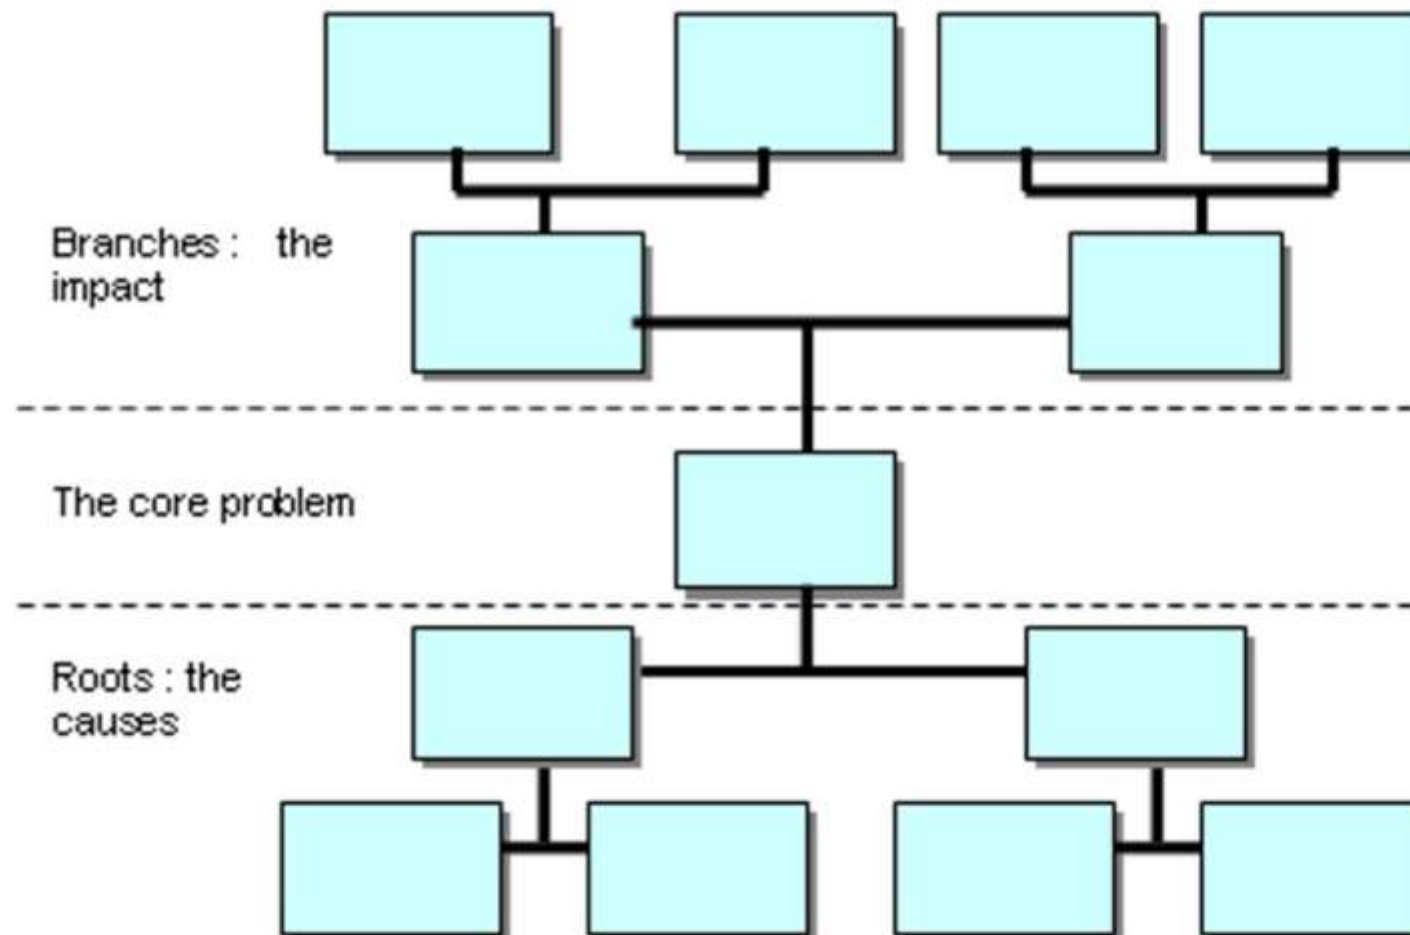 Branches : the
impact
The core problem
Roots : the
causes